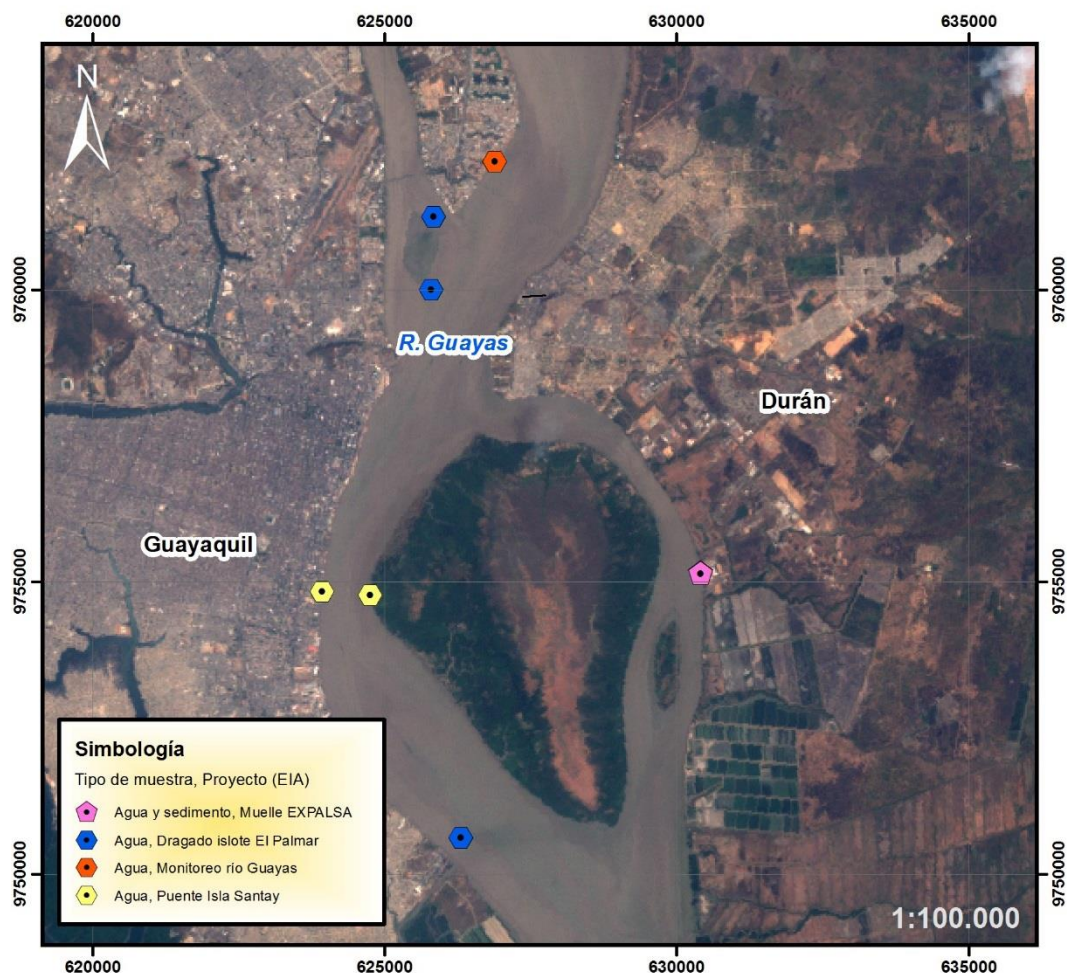 620000 625000 630000 635000
N
9760000 9760000
R. Guayas
Durán
Guayaquil
9755000 9755000
Simbología
Tipo de muestra, Proyecto (EIA)
Agua y sedimento, Muelle EXPALSA
Agua, Dragado islote El Palmar
Agua, Monitoreo río Guayas
Agua, Puente Isla Santay
9750000 9750000
1:100.000
620000 625000 630000 635000